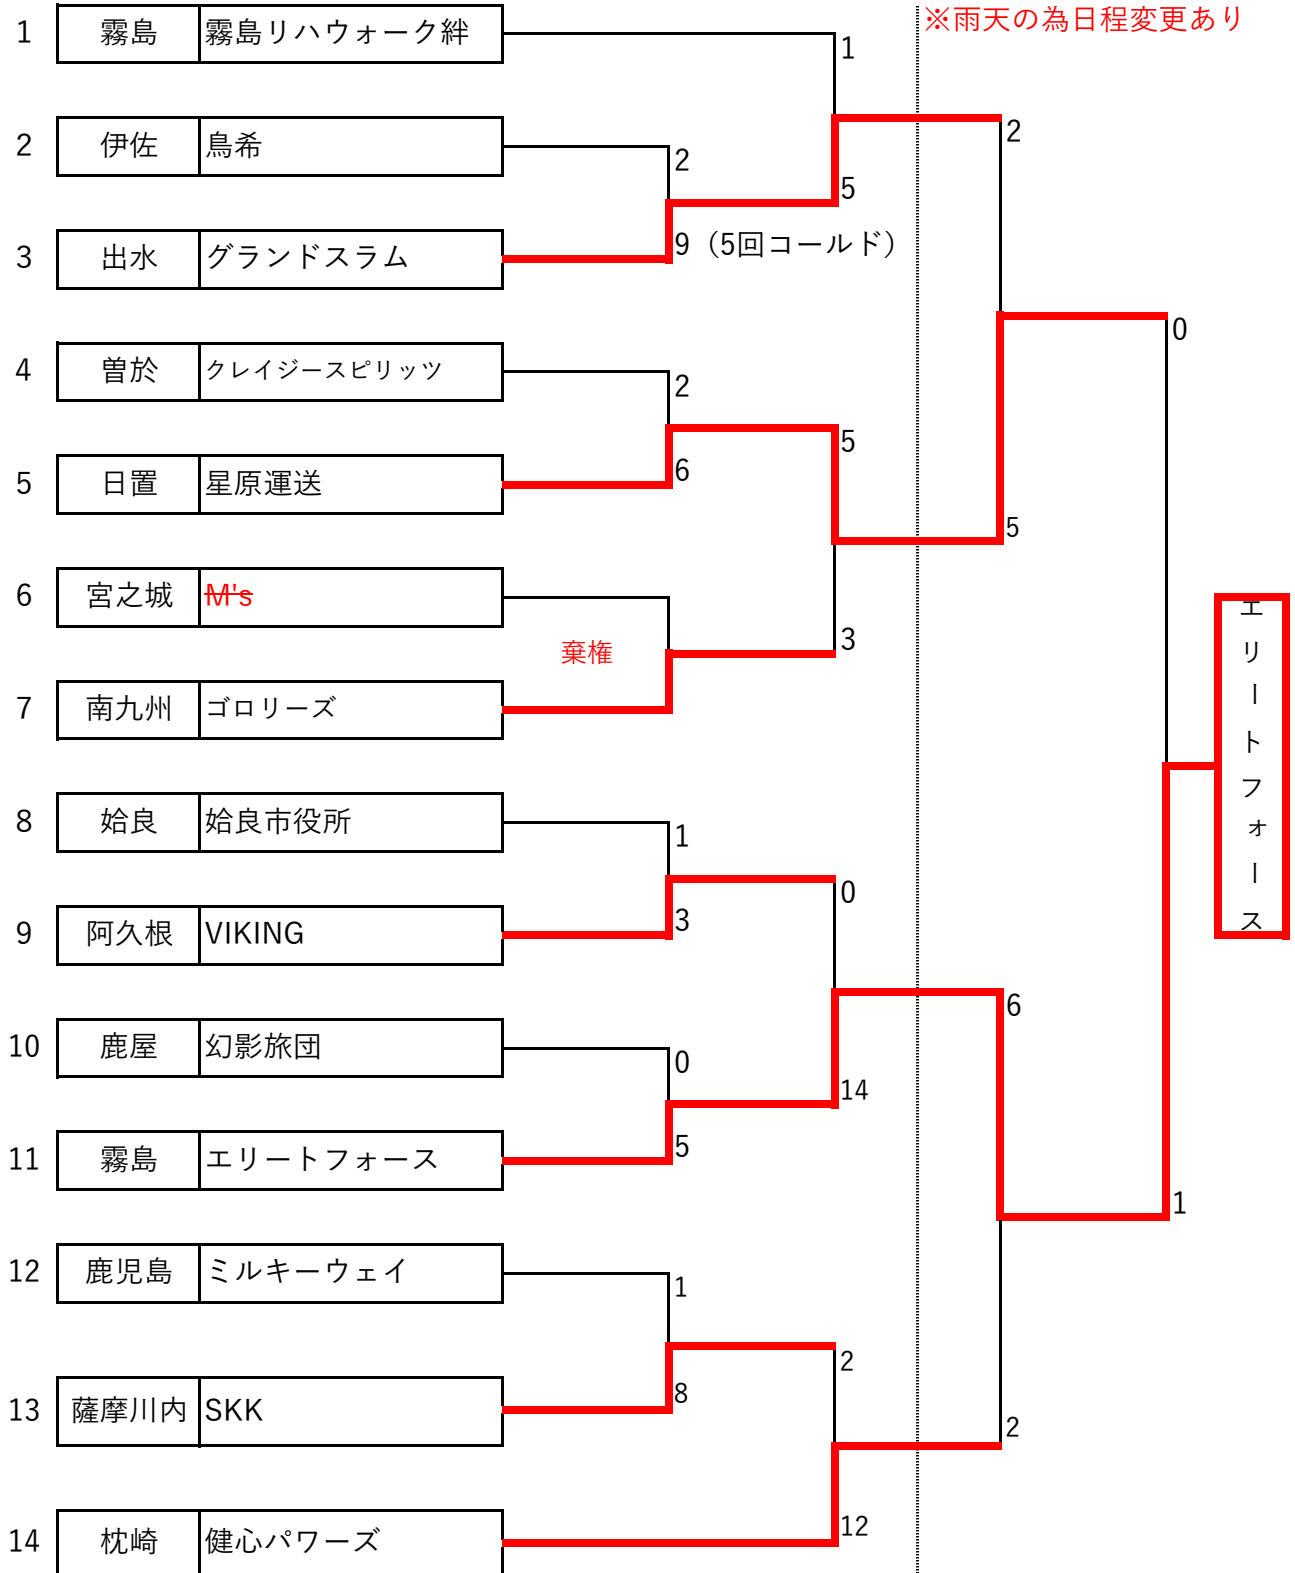 ※雨天の為日程変更あり
1 霧島 霧島リハウォーク絆
1
2
2 伊佐 鳥希
2
5
3 出水 グランドスラム
9（5回コールド）
0
4 曽於 クレイジースピリッツ
2
5
5 日置 星原運送
6
5
6 宮之城 M's
棄権
3
7 南九州 ゴロリーズ
エリートフォース
8 姶良 姶良市役所
1
0
9 阿久根 VIKING
3
6
10 鹿屋 幻影旅団
0
14
11 霧島 エリートフォース
5
1
12 鹿児島 ミルキーウェイ
1
2
13 薩摩川内 SKK
8
2
14 枕崎 健心パワーズ
12